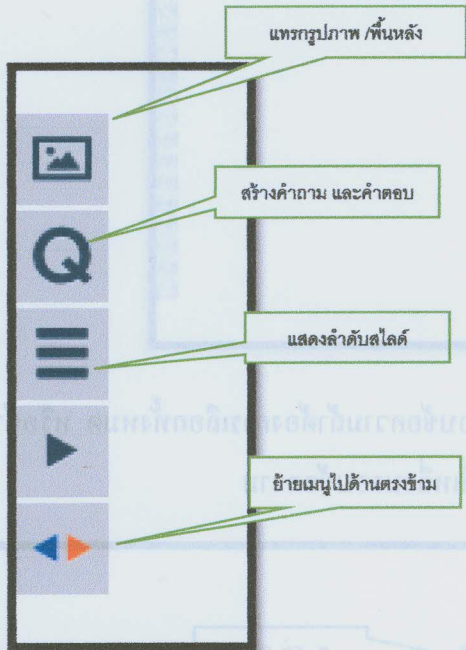 แทรกรูปภาพ /พื้นหลัง
Q
สร้างคำถาม และคำตอบ
แสดงลำดับสไลด์
ย้ายเมนูไปด้านตรงข้าม